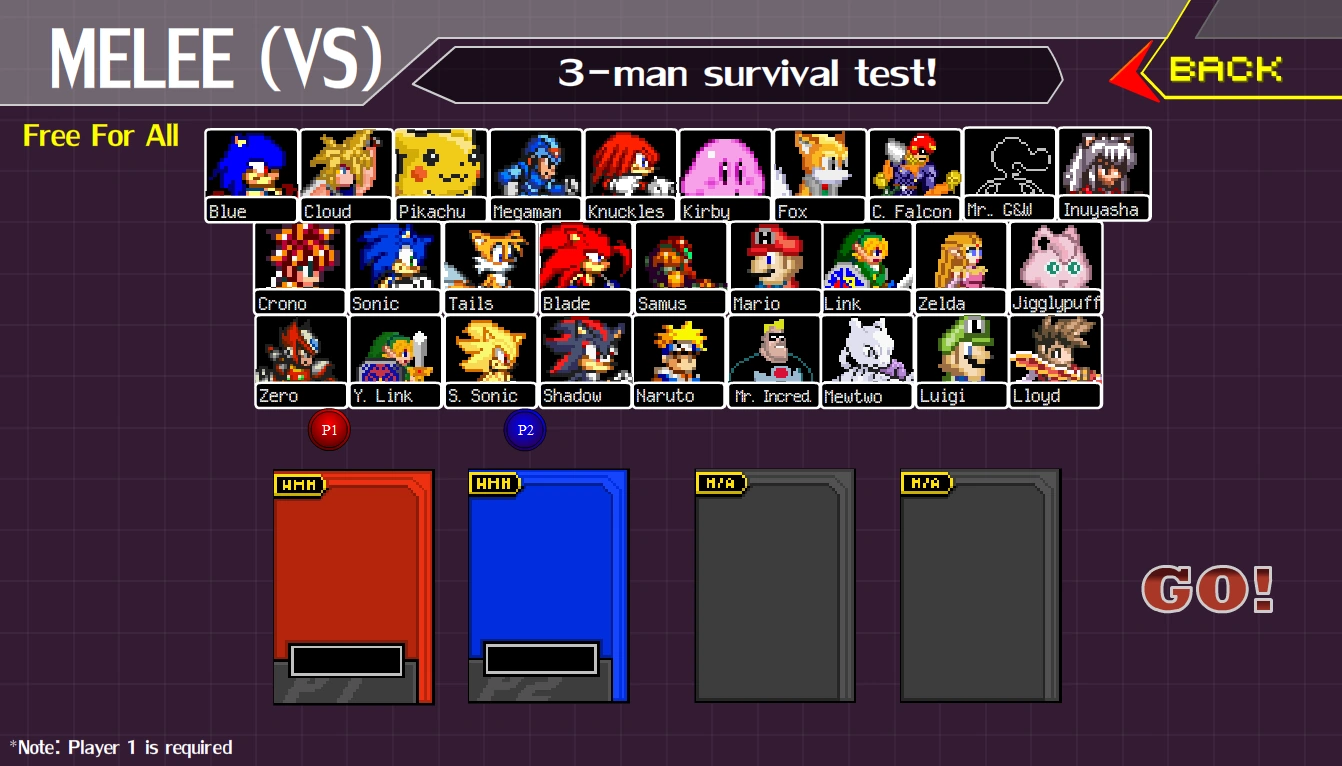 MELEE (VS)
3-man survival test!
BACK
Free For All
Blue
Cloud
Pikachu
Megaman
Knuckles
Kirby
Fox
C. Falcon
Mr.. G&W
Inuyasha
Crono
Sonic
Tails
Blade
Samus
Mario
Link
Zelda
Jigglypuff
Zero
Y. Link
S. Sonic
Shadow
Naruto
Mr. Incred.
Mewtwo
Luigi
Lloyd
P1
P2
WHM
WHM
N/A
N/A
GO!
*Note: Player 1 is required